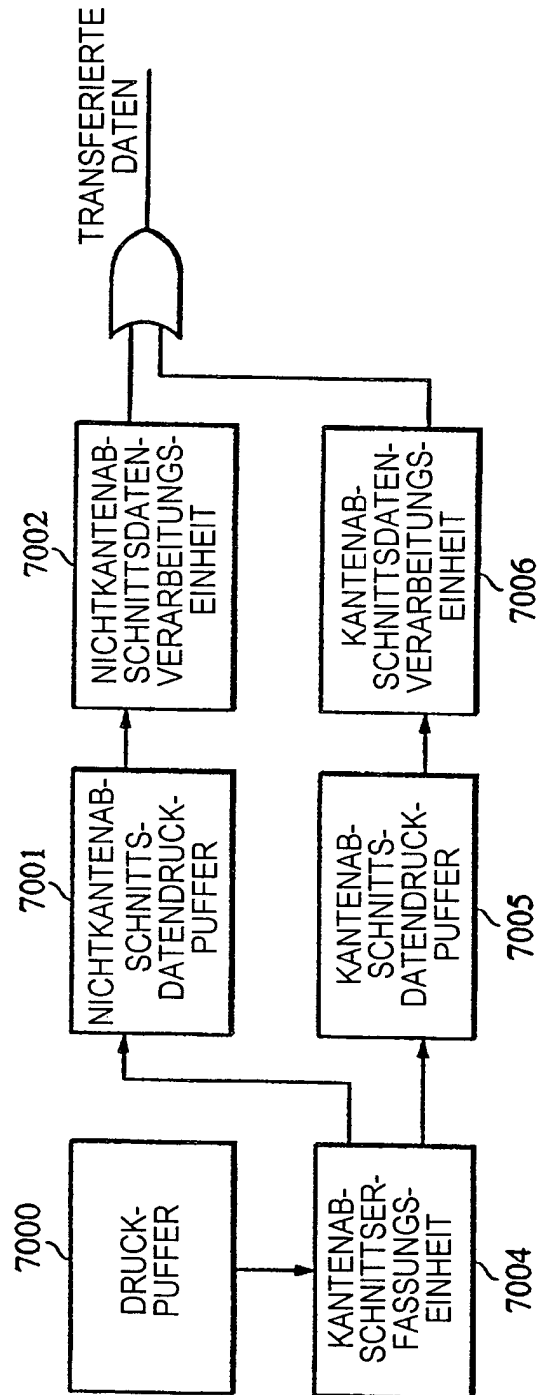 7000
DRUCK-
PUFFER
7004
KANTENAB-
SCHNITTSER-
FASSUNGS-
EINHEIT
7001
NICHTKANTENAB-
SCHNITTS-
DATENDRUCK-
PUFFER
7002
NICHTKANTENAB-
SCHNITTSDATEN-
VERARBEITUNGS-
EINHEIT
7005
KANTENAB-
SCHNITTS-
DATENDRUCK-
PUFFER
7006
KANTENAB-
SCHNITTSDATEN-
VERARBEITUNGS-
EINHEIT
TRANSFERIERTE
DATEN